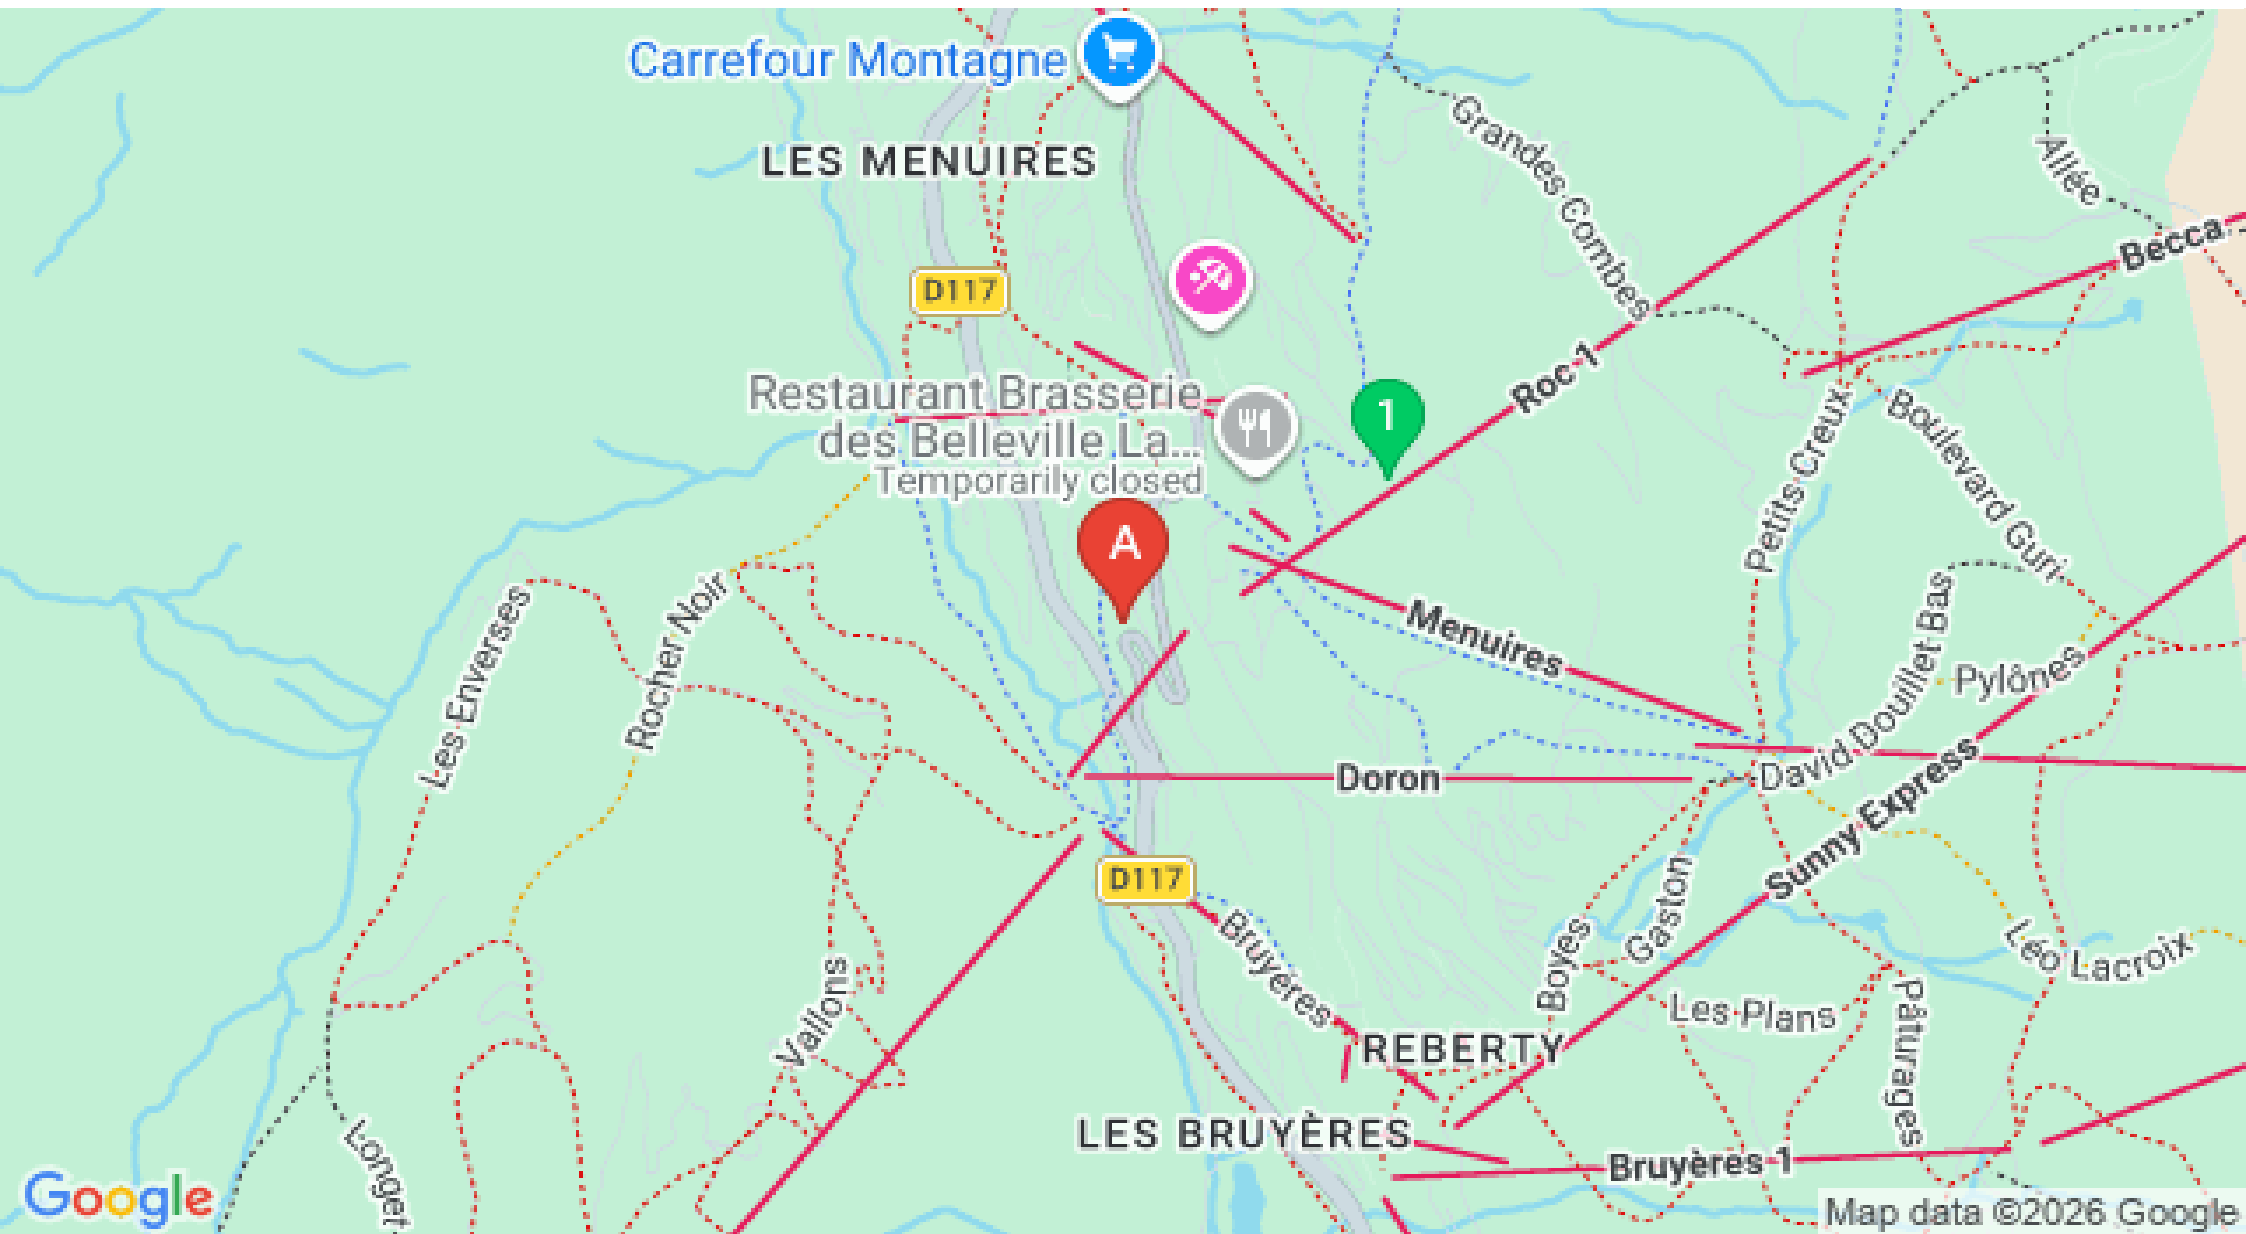 Carrefour Montagne
LES MENUIRES
Grandes Combes
Allée
Becca
D117
Roc 1
Restaurant Brasserie
des Belleville La...
Temporarily closed
1
A
Petits Creux
Boulevard Guri
Les Enverses
Rocher Noir
Menuires
David Douillet Bas
Pylônes
Doron
Sunny Express
D117
Bruyères
Boyes
Gaston
Léo Lacroix
Les Plans
Pâturages
Vallons
REBERTY
LES BRUYÈRES
Bruyères 1
Longet
Google
Map data ©2026 Google